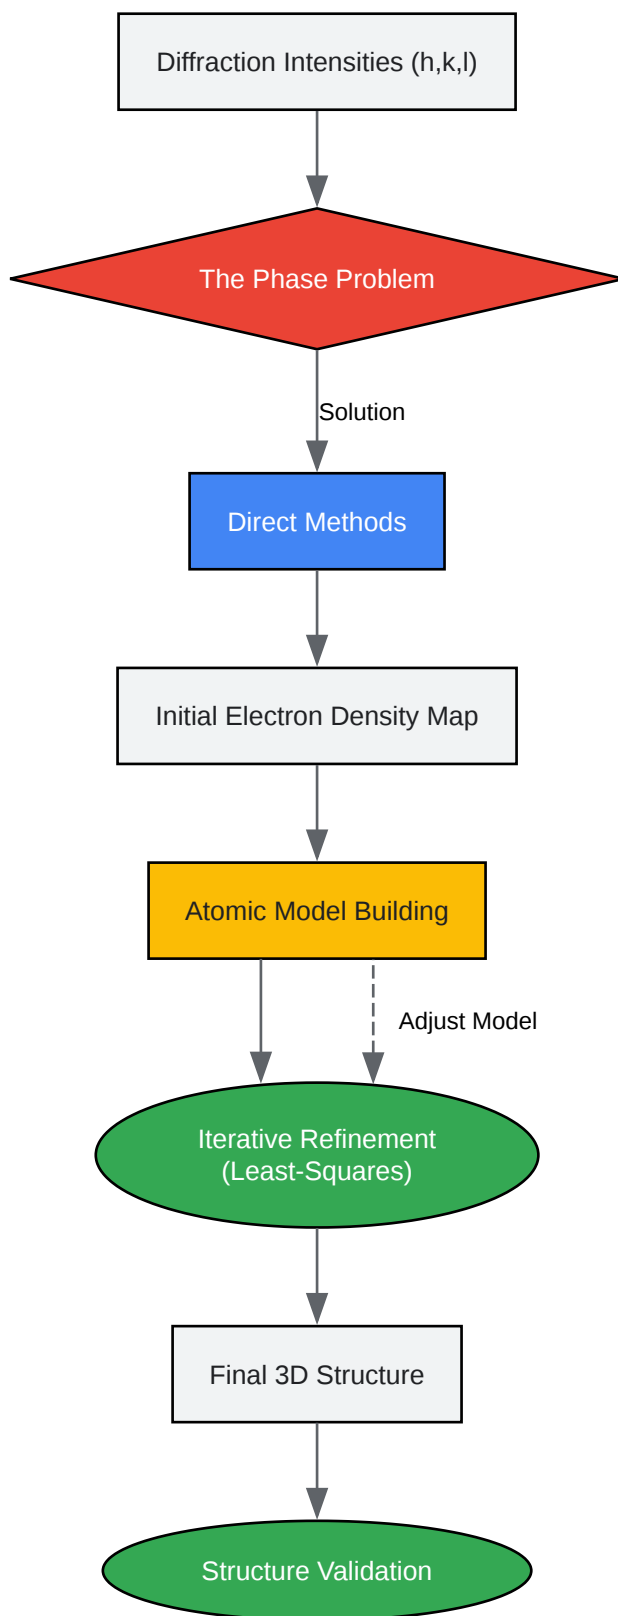 Diffraction Intensities (h,k,l)
The Phase Problem
Solution
Direct Methods
Initial Electron Density Map
Atomic Model Building
Adjust Model
Iterative Refinement
(Least-Squares)
Final 3D Structure
Structure Validation